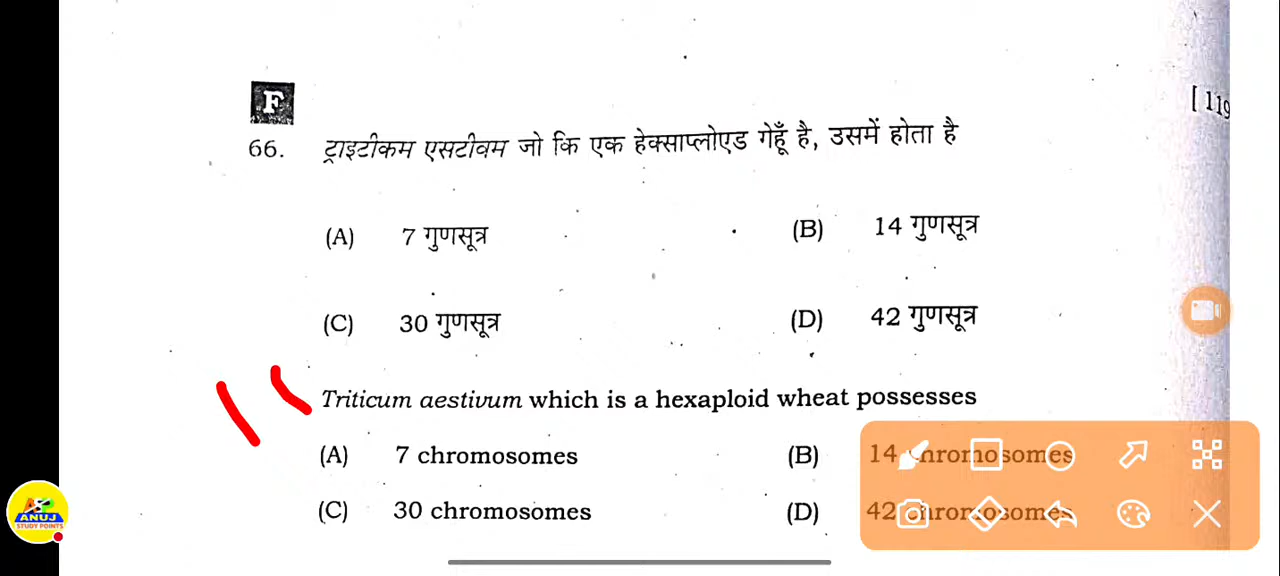 F
[119
66. ट्राइटीकम एसटीवम जो कि एक हेक्साप्लोएड गेहूँ है, उसमें होता है
(A) 7 गुणसूत्र (B) 14 गुणसूत्र
(C) 30 गुणसूत्र (D) 42 गुणसूत्र
Triticum aestivum which is a hexaploid wheat possesses
(A) 7 chromosomes (B) 14 chromosomes
(C) 30 chromosomes (D) 42 chromosomes
ASP
ANUJ
STUDY POINTS